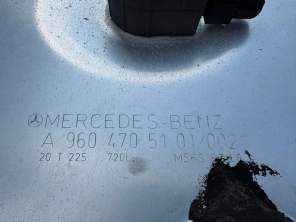 MERCEDES-BENZ
A 960 470 51 01/002
20 T 225 720L